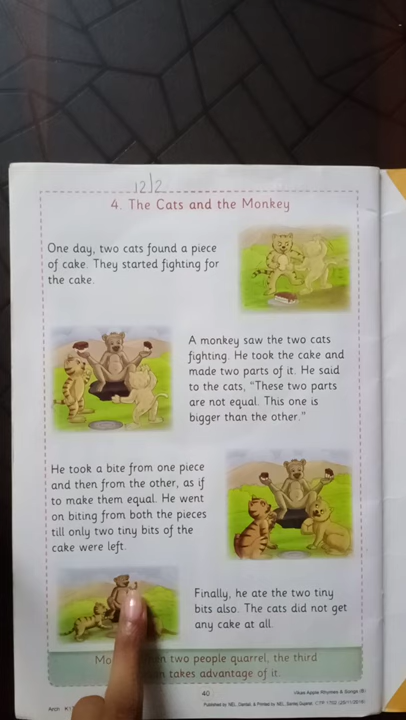 12/2
4. The Cats and the Monkey
One day, two cats found a piece
of cake. They started fighting for
the cake.
A monkey saw the two cats
fighting. He took the cake and
made two parts of it. He said
to the cats, “These two parts
are not equal. This one is
bigger than the other.”
He took a bite from one piece
and then from the other, as if
to make them equal. He went
on biting from both the pieces
till only two tiny bits of the
cake were left.
Finally, he ate the two tiny
bits also. The cats did not get
any cake at all.
two people quarrel, the third
takes advantage of it.
40